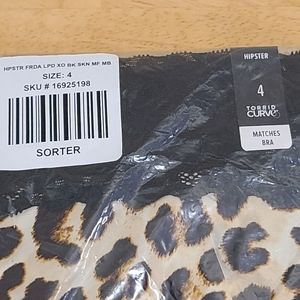 HPSTR FRDA LPD XO BK SKN MF MB
SIZE: 4
SKU # 16925198
SORTER
HIPSTER
4
TORRID
CURVE
MATCHES
BRA